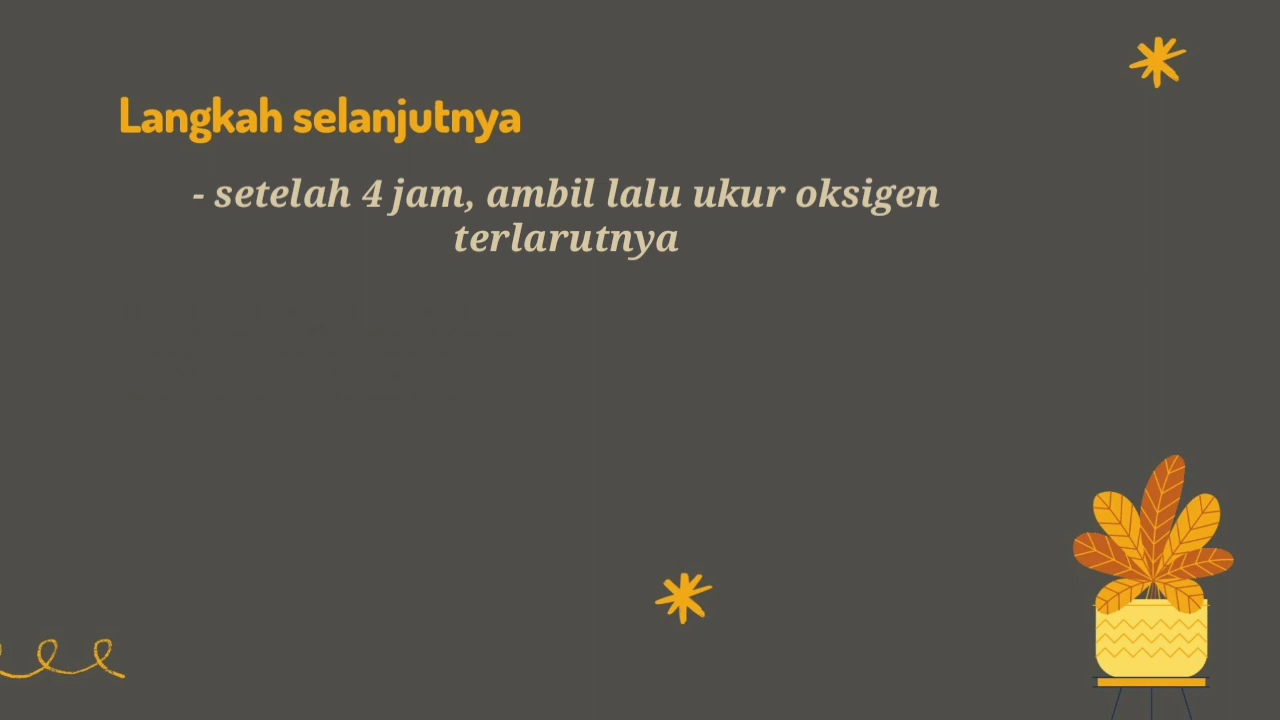 Langkah selanjutnya
- setelah 4 jam, ambil lalu ukur oksigen
terlarutnya